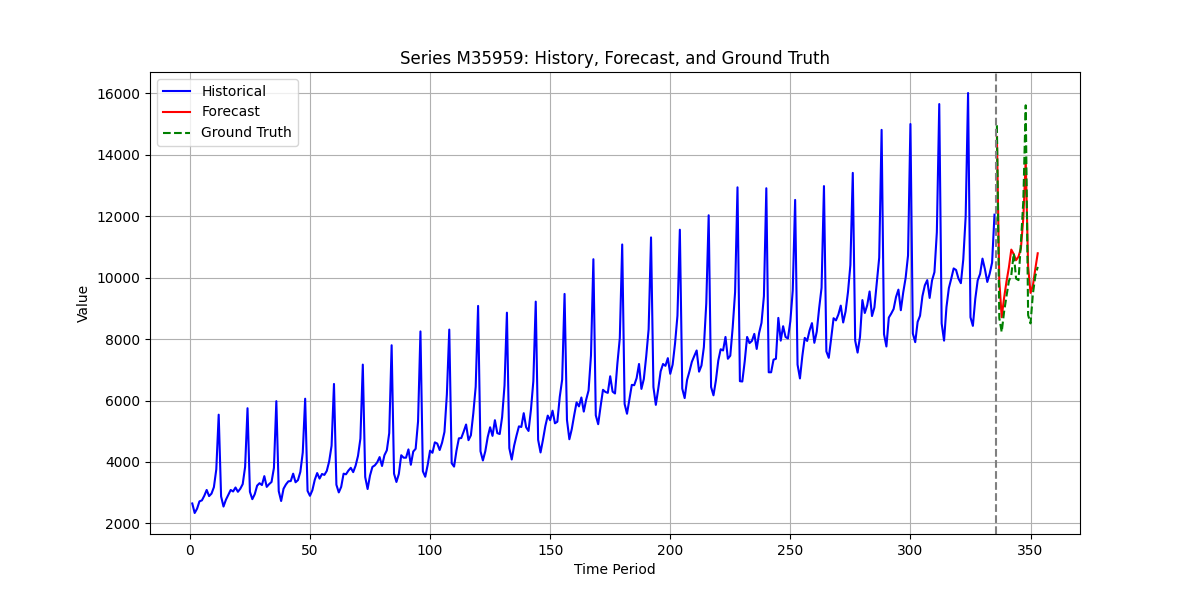 Series M35959: History, Forecast, and Ground Truth
Historical
Forecast
Ground Truth
16000
14000
12000
10000
8000
6000
4000
2000
Value
0 50 100 150 200 250 300 350
Time Period